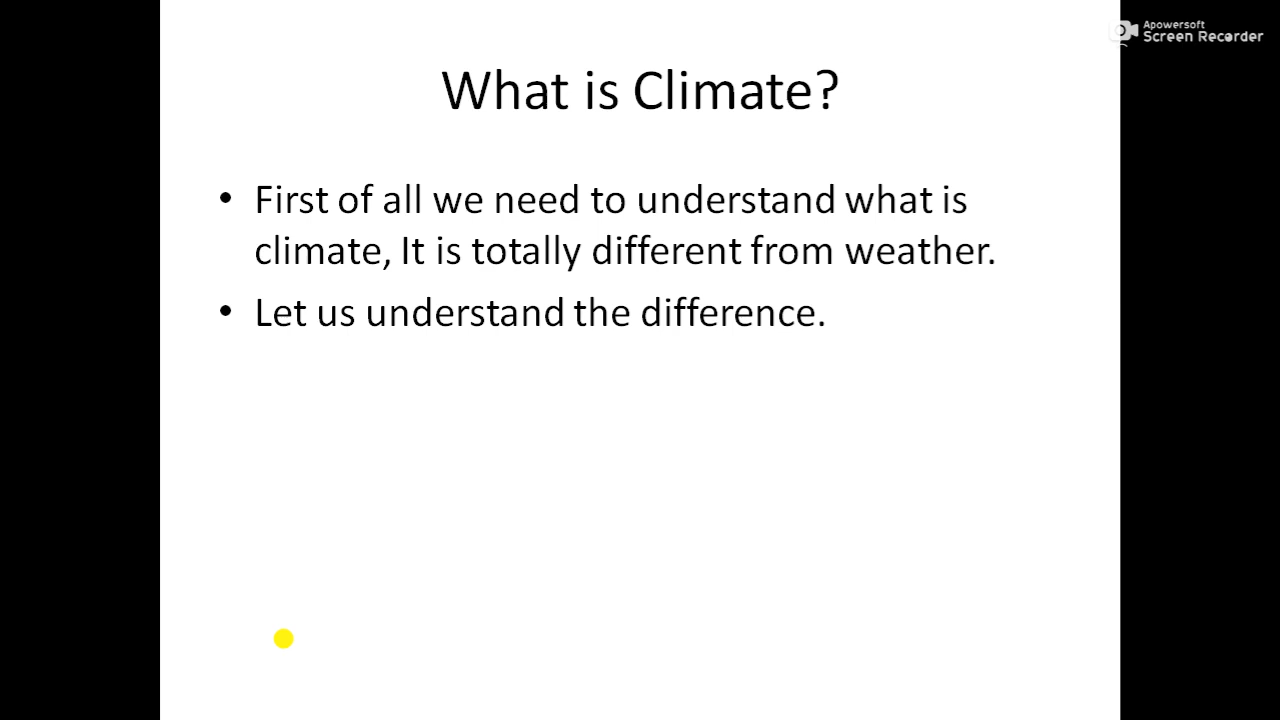 Apowersoft
Screen Recorder
What is Climate?
• First of all we need to understand what is
climate, It is totally different from weather.
• Let us understand the difference.